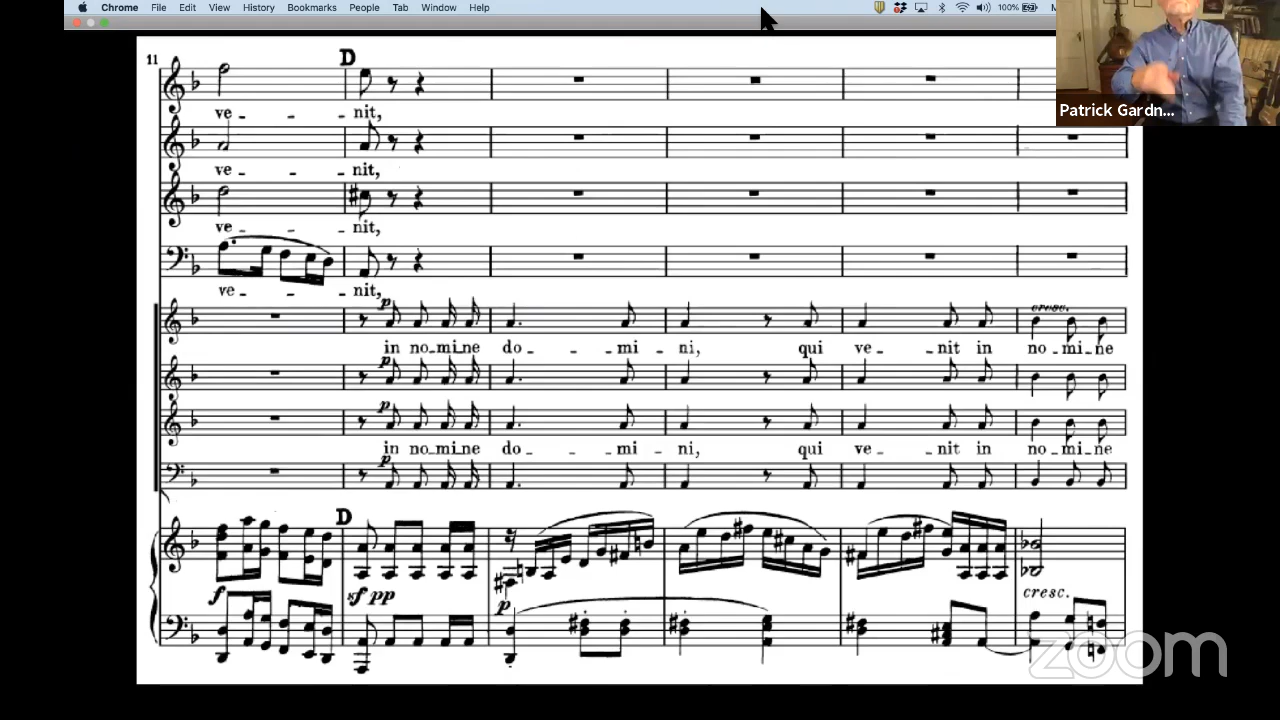 Chrome File Edit View History Bookmarks People Tab Window Help 100%
Patrick Gardn...
11 D
ve - - - nit,
ve - - - nit,
ve - - - nit,
ve - - - nit,
p cresc.
in no-mi-ne do - - mi - ni, qui ve - nit in no-mi-ne
p
p
in no-mi-ne do - - mi - ni, qui ve - nit in no-mi-ne
p
D
f sf pp p cresc.
zoom